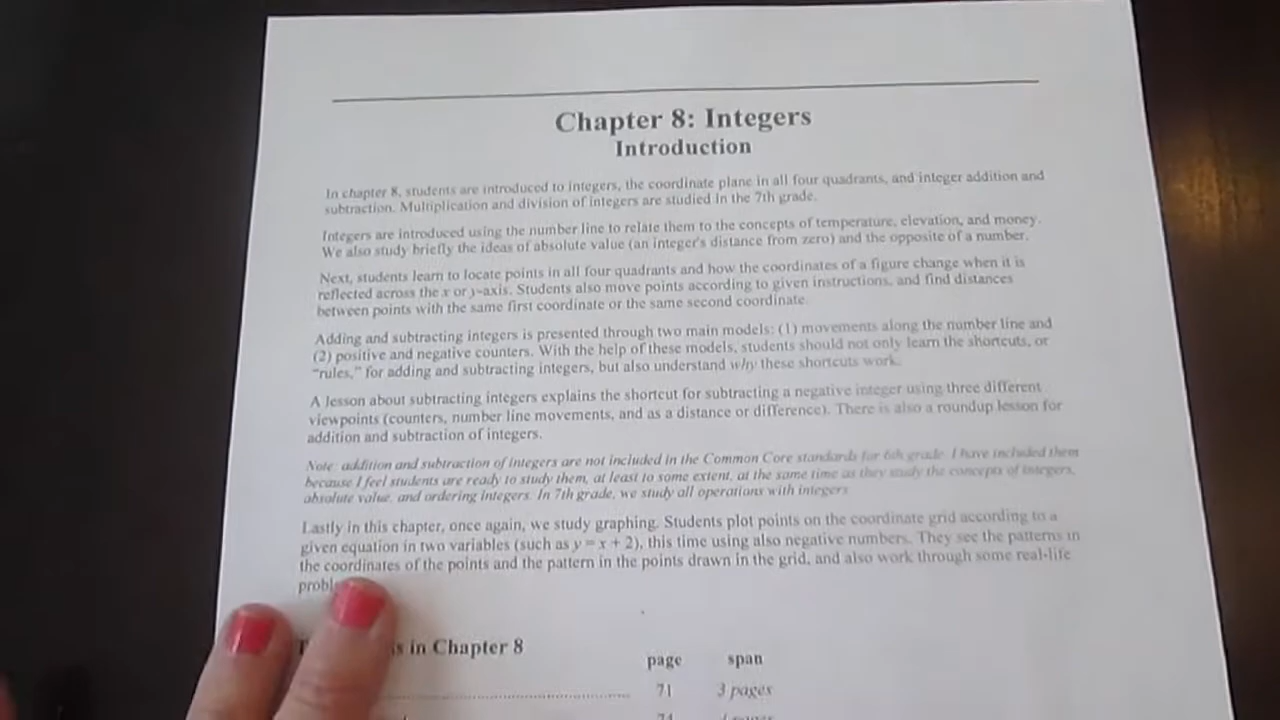 Chapter 8: Integers
Introduction
In chapter 8, students are introduced to integers, the coordinate plane in all four quadrants, and integer addition and
subtraction. Multiplication and division of integers are studied in the 7th grade.
Integers are introduced using the number line to relate them to the concepts of temperature, elevation, and money.
We also study briefly the ideas of absolute value (an integer's distance from zero) and the opposite of a number.
Next, students learn to locate points in all four quadrants and how the coordinates of a figure change when it is
reflected across the x or y-axis. Students also move points according to given instructions, and find distances
between points with the same first coordinate or the same second coordinate.
Adding and subtracting integers is presented through two main models: (1) movements along the number line and
(2) positive and negative counters. With the help of these models, students should not only learn the shortcuts, or
"rules," for adding and subtracting integers, but also understand why these shortcuts work.
A lesson about subtracting integers explains the shortcut for subtracting a negative integer using three different
viewpoints (counters, number line movements, and as a distance or difference). There is also a roundup lesson for
addition and subtraction of integers.
Note: addition and subtraction of integers are not included in the Common Core standards for 6th grade. I have included them
because I feel students are ready to study them, at least to some extent, at the same time as they study the concepts of integers,
absolute value, and ordering integers. In 7th grade, we study all operations with integers
Lastly in this chapter, once again, we study graphing. Students plot points on the coordinate grid according to a
given equation in two variables (such as y = x + 2), this time using also negative numbers. They see the patterns in
the coordinates of the points and the pattern in the points drawn in the grid, and also work through some real-life
in Chapter 8
page span
71 3 pages